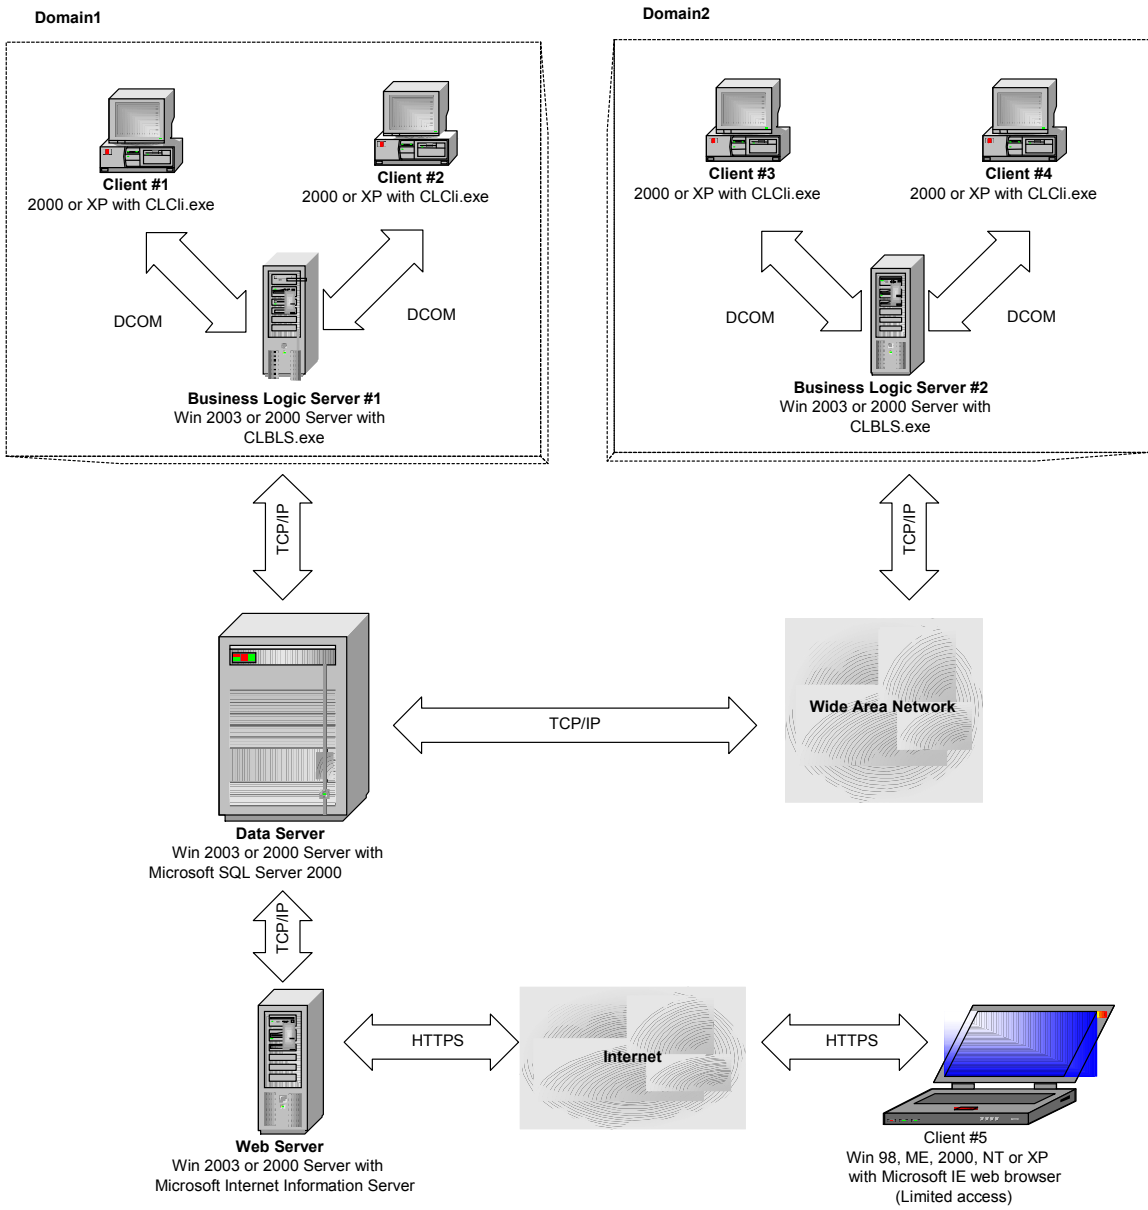 Domain1
Domain2
Client #1
2000 or XP with CLCli.exe
Client #2
2000 or XP with CLCli.exe
Client #3
2000 or XP with CLCli.exe
Client #4
2000 or XP with CLCli.exe
DCOM
DCOM
DCOM
DCOM
Business Logic Server #1
Win 2003 or 2000 Server with
CLBLS.exe
Business Logic Server #2
Win 2003 or 2000 Server with
CLBLS.exe
TCP/IP
TCP/IP
Wide Area Network
TCP/IP
Data Server
Win 2003 or 2000 Server with
Microsoft SQL Server 2000
TCP/IP
HTTPS
Internet
HTTPS
Web Server
Win 2003 or 2000 Server with
Microsoft Internet Information Server
Client #5
Win 98, ME, 2000, NT or XP
with Microsoft IE web browser
(Limited access)